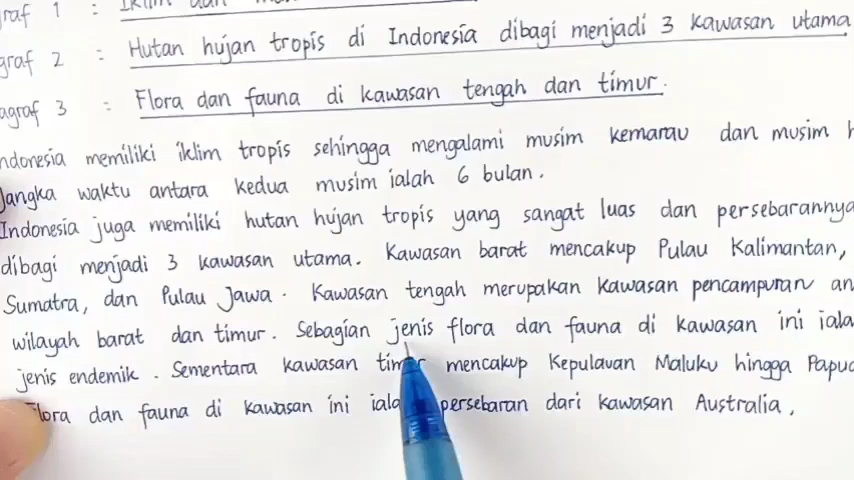 raf 1 : Iklim dan
graf 2 : Hutan hujan tropis di Indonesia dibagi menjadi 3 kawasan utama
agraf 3 : Flora dan fauna di kawasan tengah dan timur.
ndonesia memiliki iklim tropis sehingga mengalami musim kemarau dan musim h
Jangka waktu antara kedua musim ialah 6 bulan.
Indonesia juga memiliki hutan hujan tropis yang sangat luas dan persebarannya
dibagi menjadi 3 kawasan utama. Kawasan barat mencakup Pulau Kalimantan,
Sumatra, dan Pulau Jawa. Kawasan tengah merupakan kawasan pencampuran an
wilayah barat dan timur. Sebagian jenis flora dan fauna di kawasan ini iala
jenis endemik. Sementara kawasan timur mencakup Kepulauan Maluku hingga Papua
Flora dan fauna di kawasan ini iala persebaran dari kawasan Australia,